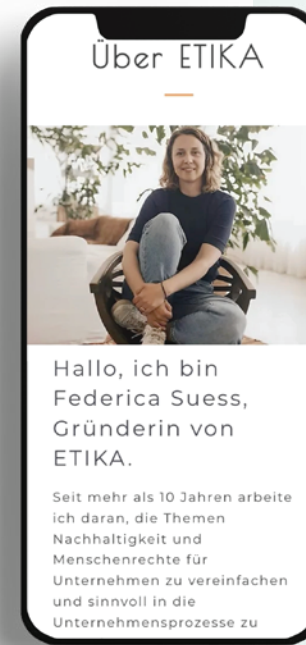 Über ETIKA
Hallo, ich bin
Federica Suess,
Gründerin von
ETIKA.
Seit mehr als 10 Jahren arbeite
ich daran, die Themen
Nachhaltigkeit und
Menschenrechte für
Unternehmen zu vereinfachen
und sinnvoll in die
Unternehmensprozesse zu